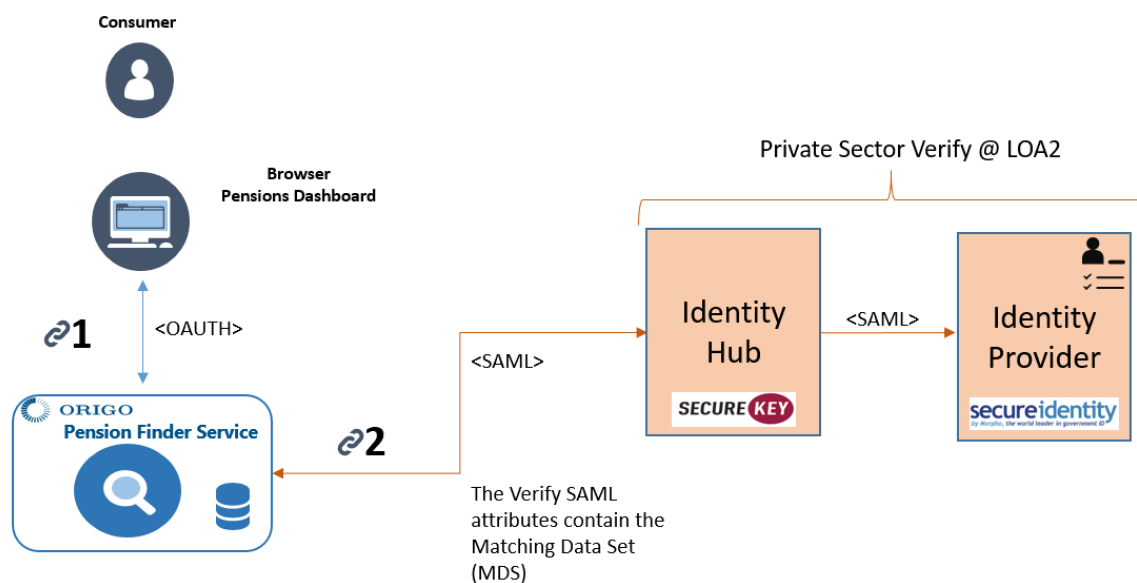 Consumer
Private Sector Verify @ LOA2
Browser
Pensions Dashboard
1
<OAUTH>
ORIGO
Pension Finder Service
2
<SAML>
The Verify SAML
attributes contain the
Matching Data Set
(MDS)
Identity
Hub
SECURE KEY
<SAML>
Identity
Provider
secureidentity
by Morpho, the world leader in government ID